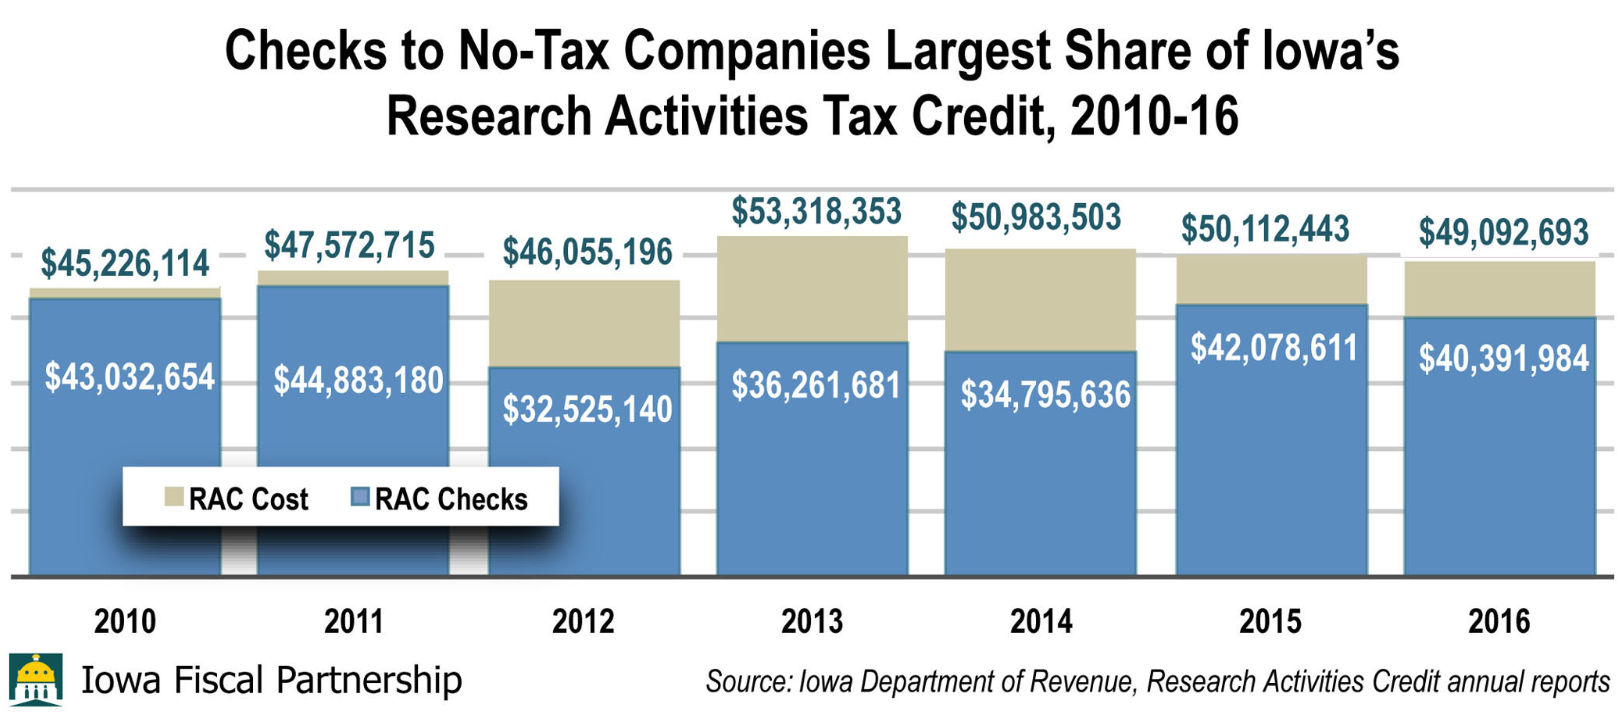 Checks to No-Tax Companies Largest Share of Iowa's
Research Activities Tax Credit, 2010-16
$45,226,114
$47,572,715
$46,055,196
$53,318,353
$50,983,503
$50,112,443
$49,092,693
$43,032,654
$44,883,180
$32,525,140
$36,261,681
$34,795,636
$42,078,611
$40,391,984
RAC Cost RAC Checks
2010 2011 2012 2013 2014 2015 2016
Iowa Fiscal Partnership
Source: Iowa Department of Revenue, Research Activities Credit annual reports